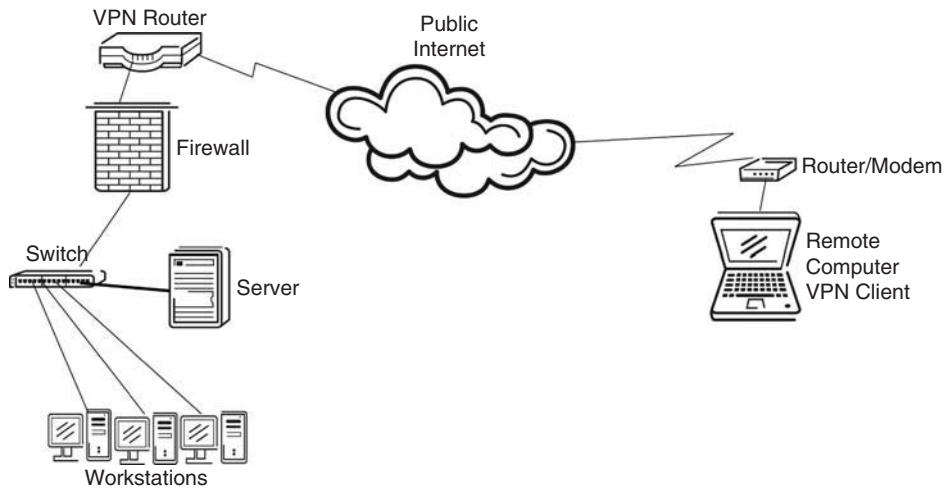 VPN Router
Public
Internet
Firewall
Router/Modem
Switch
Server
Remote
Computer
VPN Client
Workstations